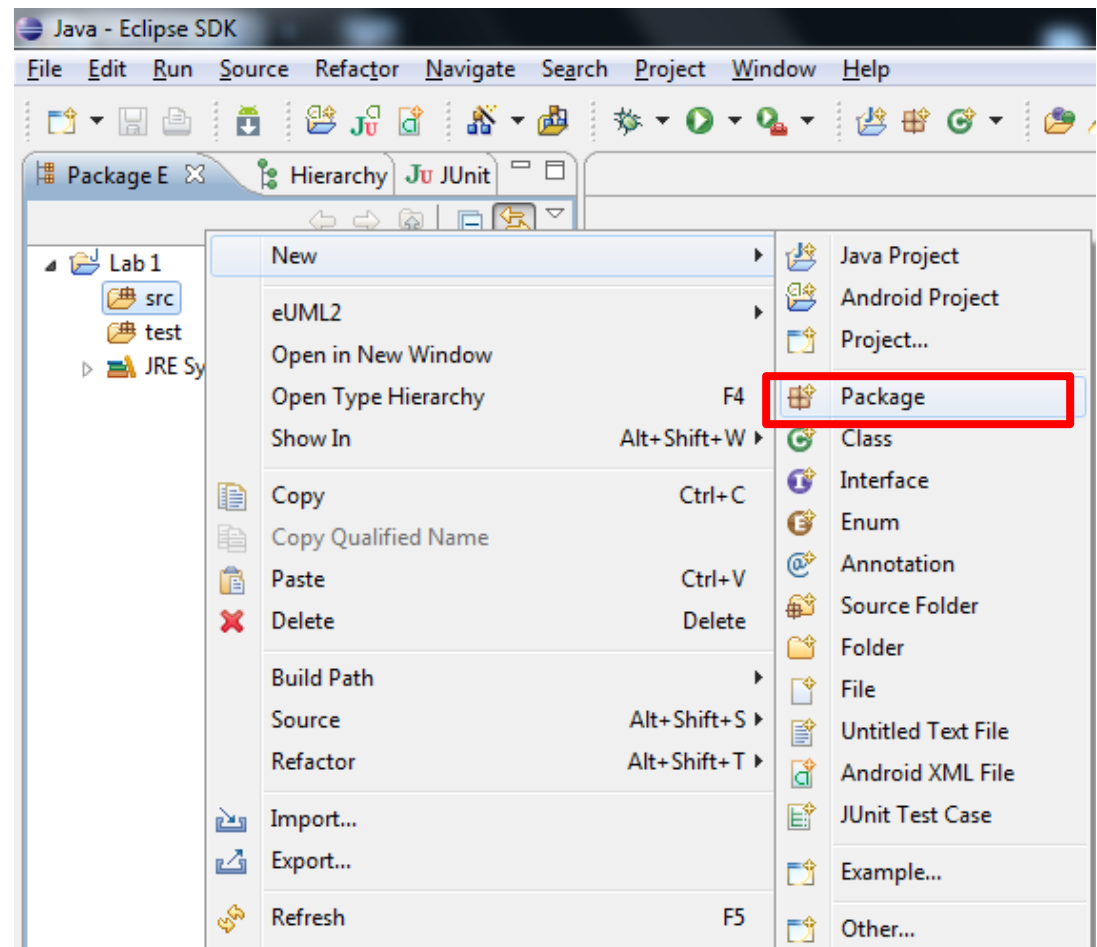 Java - Eclipse SDK
File Edit Run Source Refactor Navigate Search Project Window Help
Package E Hierarchy Ju JUnit
Lab 1
src
test
JRE Sy
New
eUML2
Open in New Window
Open Type Hierarchy F4
Show In Alt+Shift+W
Copy Ctrl+C
Copy Qualified Name
Paste Ctrl+V
Delete Delete
Build Path
Source Alt+Shift+S
Refactor Alt+Shift+T
Import...
Export...
Refresh F5
Java Project
Android Project
Project...
Package
Class
Interface
Enum
Annotation
Source Folder
Folder
File
Untitled Text File
Android XML File
JUnit Test Case
Example...
Other...